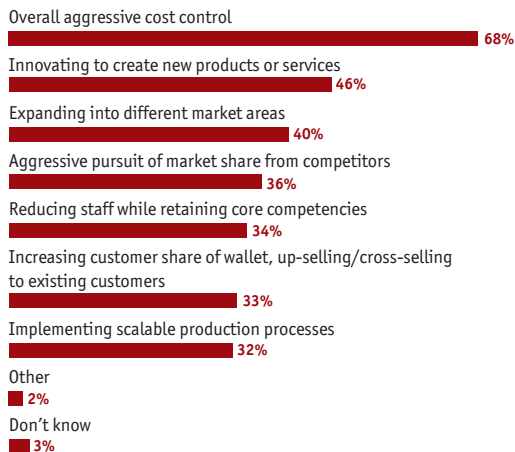 Overall aggressive cost control
68%
Innovating to create new products or services
46%
Expanding into different market areas
40%
Aggressive pursuit of market share from competitors
36%
Reducing staff while retaining core competencies
34%
Increasing customer share of wallet, up-selling/cross-selling
to existing customers
33%
Implementing scalable production processes
32%
Other
2%
Don’t know
3%